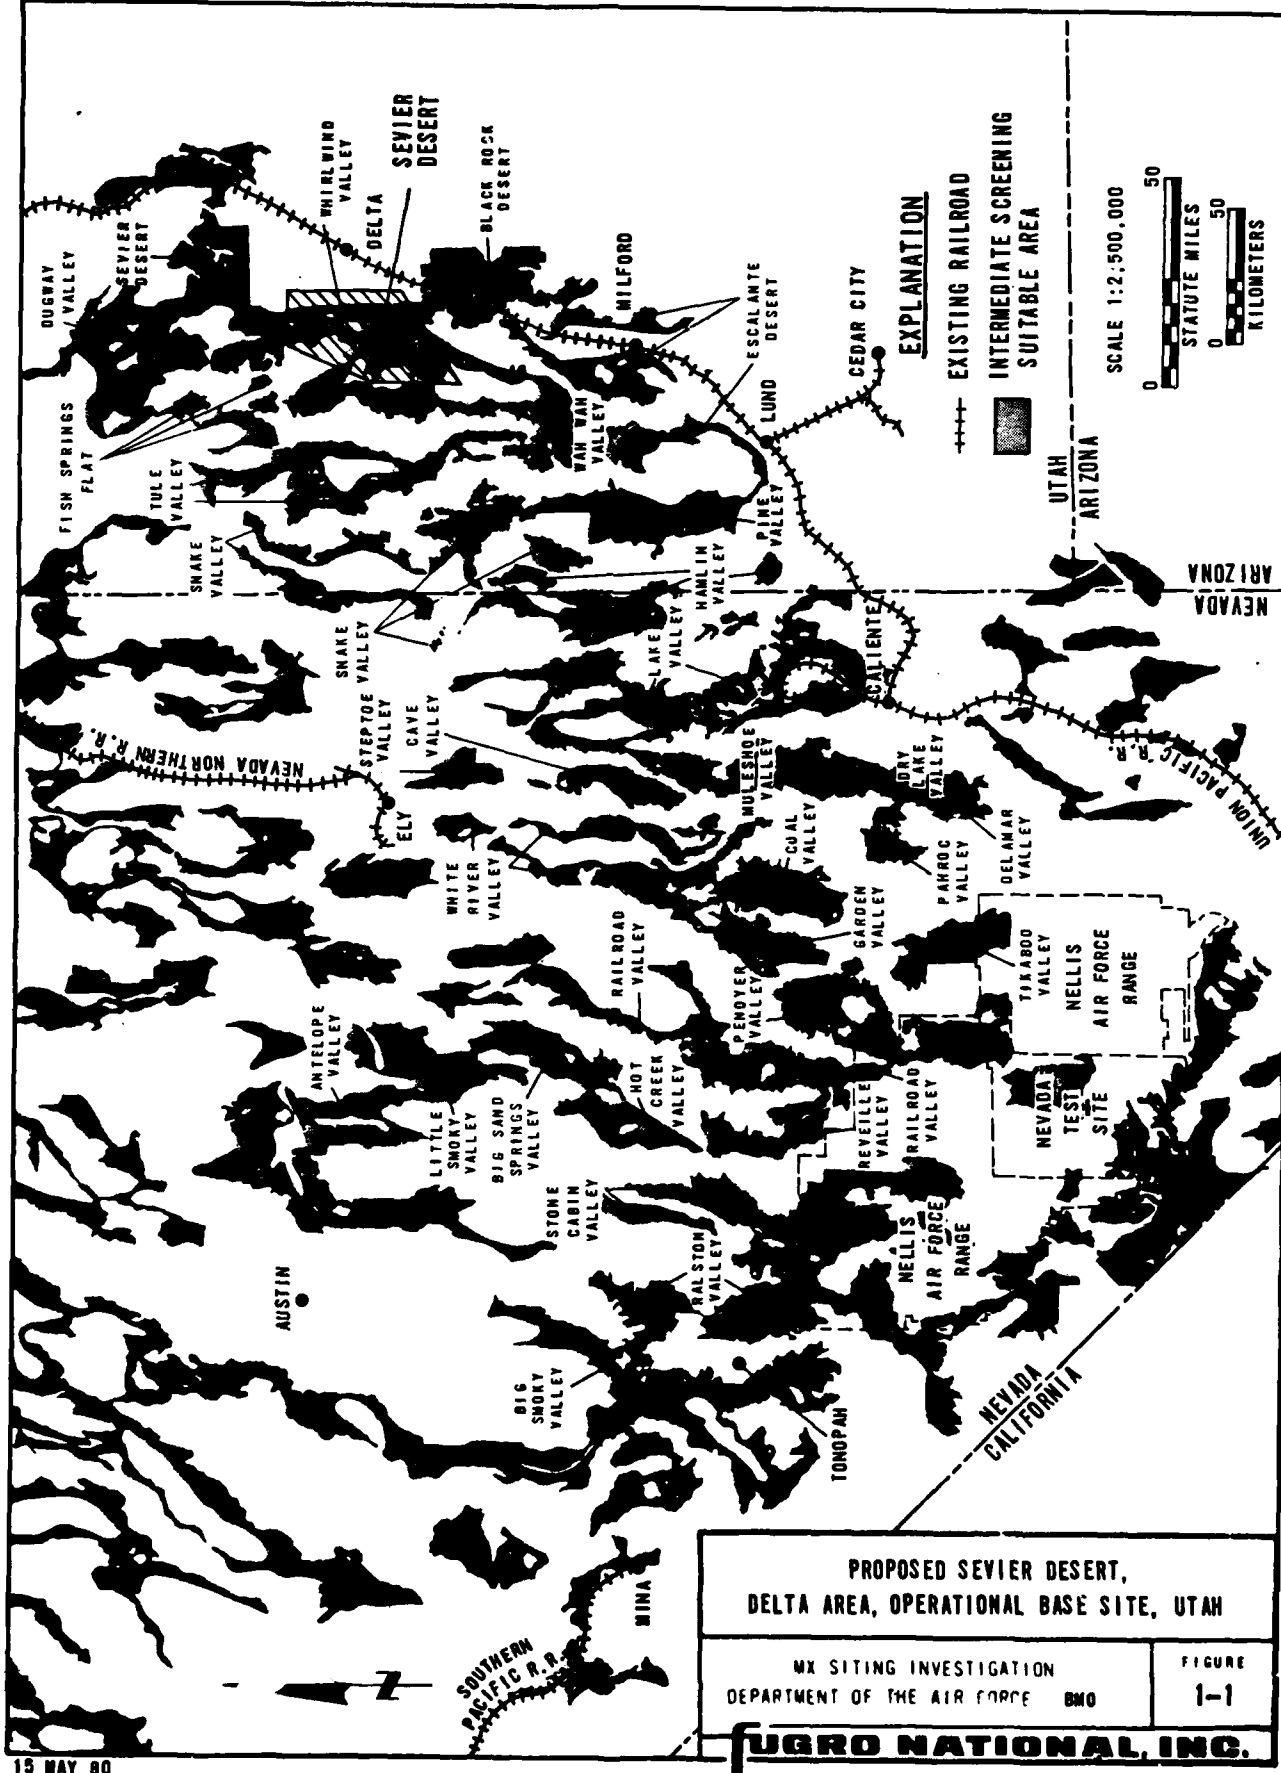 DUGWAY
VALLEY
SEVIER
DESERT
WHIRLWIND
VALLEY
DELTA
SEVIER
DESERT
BLACK ROCK
DESERT
FISH SPRINGS
FLAT
TULE
VALLEY
SNAKE
VALLEY
WAH WAH
VALLEY
MILFORD
ESCALANTE
DESERT
LUND
CEDAR CITY
PINE
VALLEY
HAMLIN
VALLEY
SNAKE
VALLEY
LAKE
VALLEY
CALIENTE
NEVADA NORTHERN R.R.
STEPTOE
VALLEY
CAVE
VALLEY
ELY
MULESHOE
VALLEY
DRY
LAKE
VALLEY
UNION PACIFIC R.R.
WHITE
RIVER
VALLEY
COAL
VALLEY
PAHROC
VALLEY
DELAMAR
VALLEY
GARDEN
VALLEY
RAILROAD
VALLEY
PENOYER
VALLEY
TIKABOO
VALLEY
NELLIS
AIR FORCE
RANGE
ANTELOPE
VALLEY
LITTLE
SMOKY
VALLEY
BIG SAND
SPRINGS
VALLEY
HOT
CREEK
VALLEY
REVEILLE
VALLEY
RAILROAD
VALLEY
NEVADA
TEST
SITE
STONE
CABIN
VALLEY
RALSTON
VALLEY
NELLIS
AIR FORCE
RANGE
AUSTIN
BIG
SMOKY
VALLEY
TONOPAH
NEVADA
CALIFORNIA
MINA
SOUTHERN
PACIFIC R.R.
N
UTAH
ARIZONA
NEVADA
ARIZONA
EXPLANATION
EXISTING RAILROAD
INTERMEDIATE SCREENING
SUITABLE AREA
SCALE 1:2,500,000
0 50
STATUTE MILES
0 50
KILOMETERS
PROPOSED SEVIER DESERT,
DELTA AREA, OPERATIONAL BASE SITE, UTAH
MX SITING INVESTIGATION
DEPARTMENT OF THE AIR FORCE BMO
FIGURE
1-1
FUGRO NATIONAL, INC.
15 MAY 80